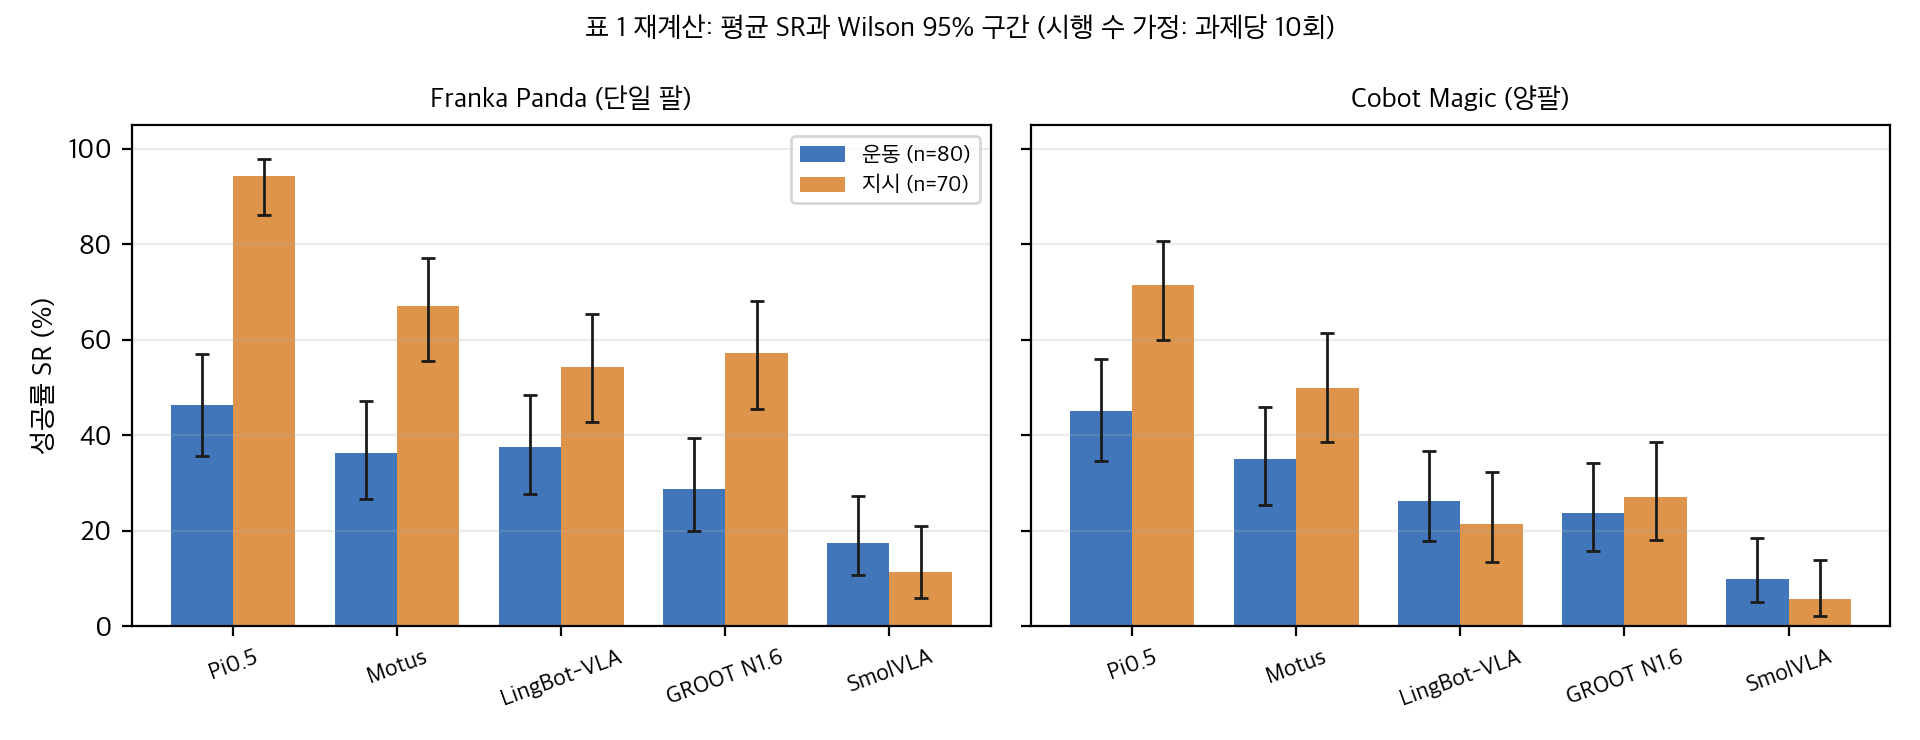 표 1 재계산: 평균 SR과 Wilson 95% 구간 (시행 수 가정: 과제당 10회)
Franka Panda (단일 팔)
Cobot Magic (양팔)
성공률 SR (%)
100
80
60
40
20
0
운동 (n=80)
지시 (n=70)
Pi0.5
Motus
LingBot-VLA
GROOT N1.6
SmolVLA
Pi0.5
Motus
LingBot-VLA
GROOT N1.6
SmolVLA